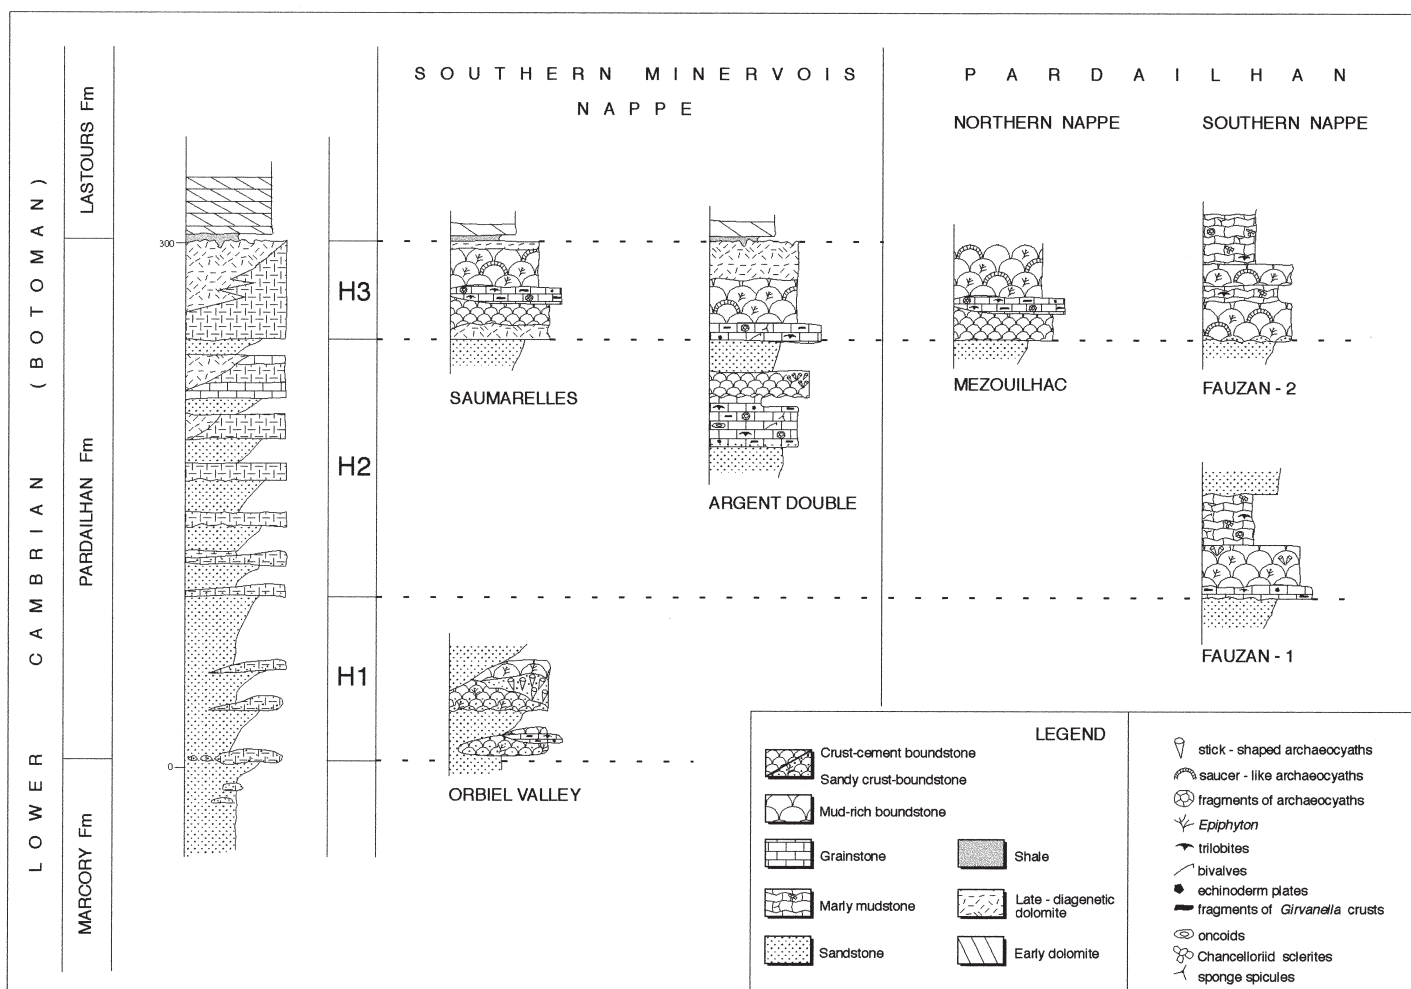 SOUTHERN MINERVOIS
NAPPE
PARDAILHAN
NORTHERN NAPPE
SOUTHERN NAPPE
LOWER CAMBRIAN (BOTOMAN)
LASTOURS Fm
PARDAILHAN Fm
MARCORY Fm
300
0
H3
H2
H1
SAUMARELLES
ARGENT DOUBLE
MEZOUILHAC
FAUZAN - 2
FAUZAN - 1
ORBIEL VALLEY
LEGEND
Crust-cement boundstone
Sandy crust-boundstone
Mud-rich boundstone
Grainstone
Marly mudstone
Sandstone
Shale
Late - diagenetic
dolomite
Early dolomite
stick - shaped archaeocyaths
saucer - like archaeocyaths
fragments of archaeocyaths
Epiphyton
trilobites
bivalves
echinoderm plates
fragments of Girvanella crusts
oncoids
Chancelloriid sclerites
sponge spicules